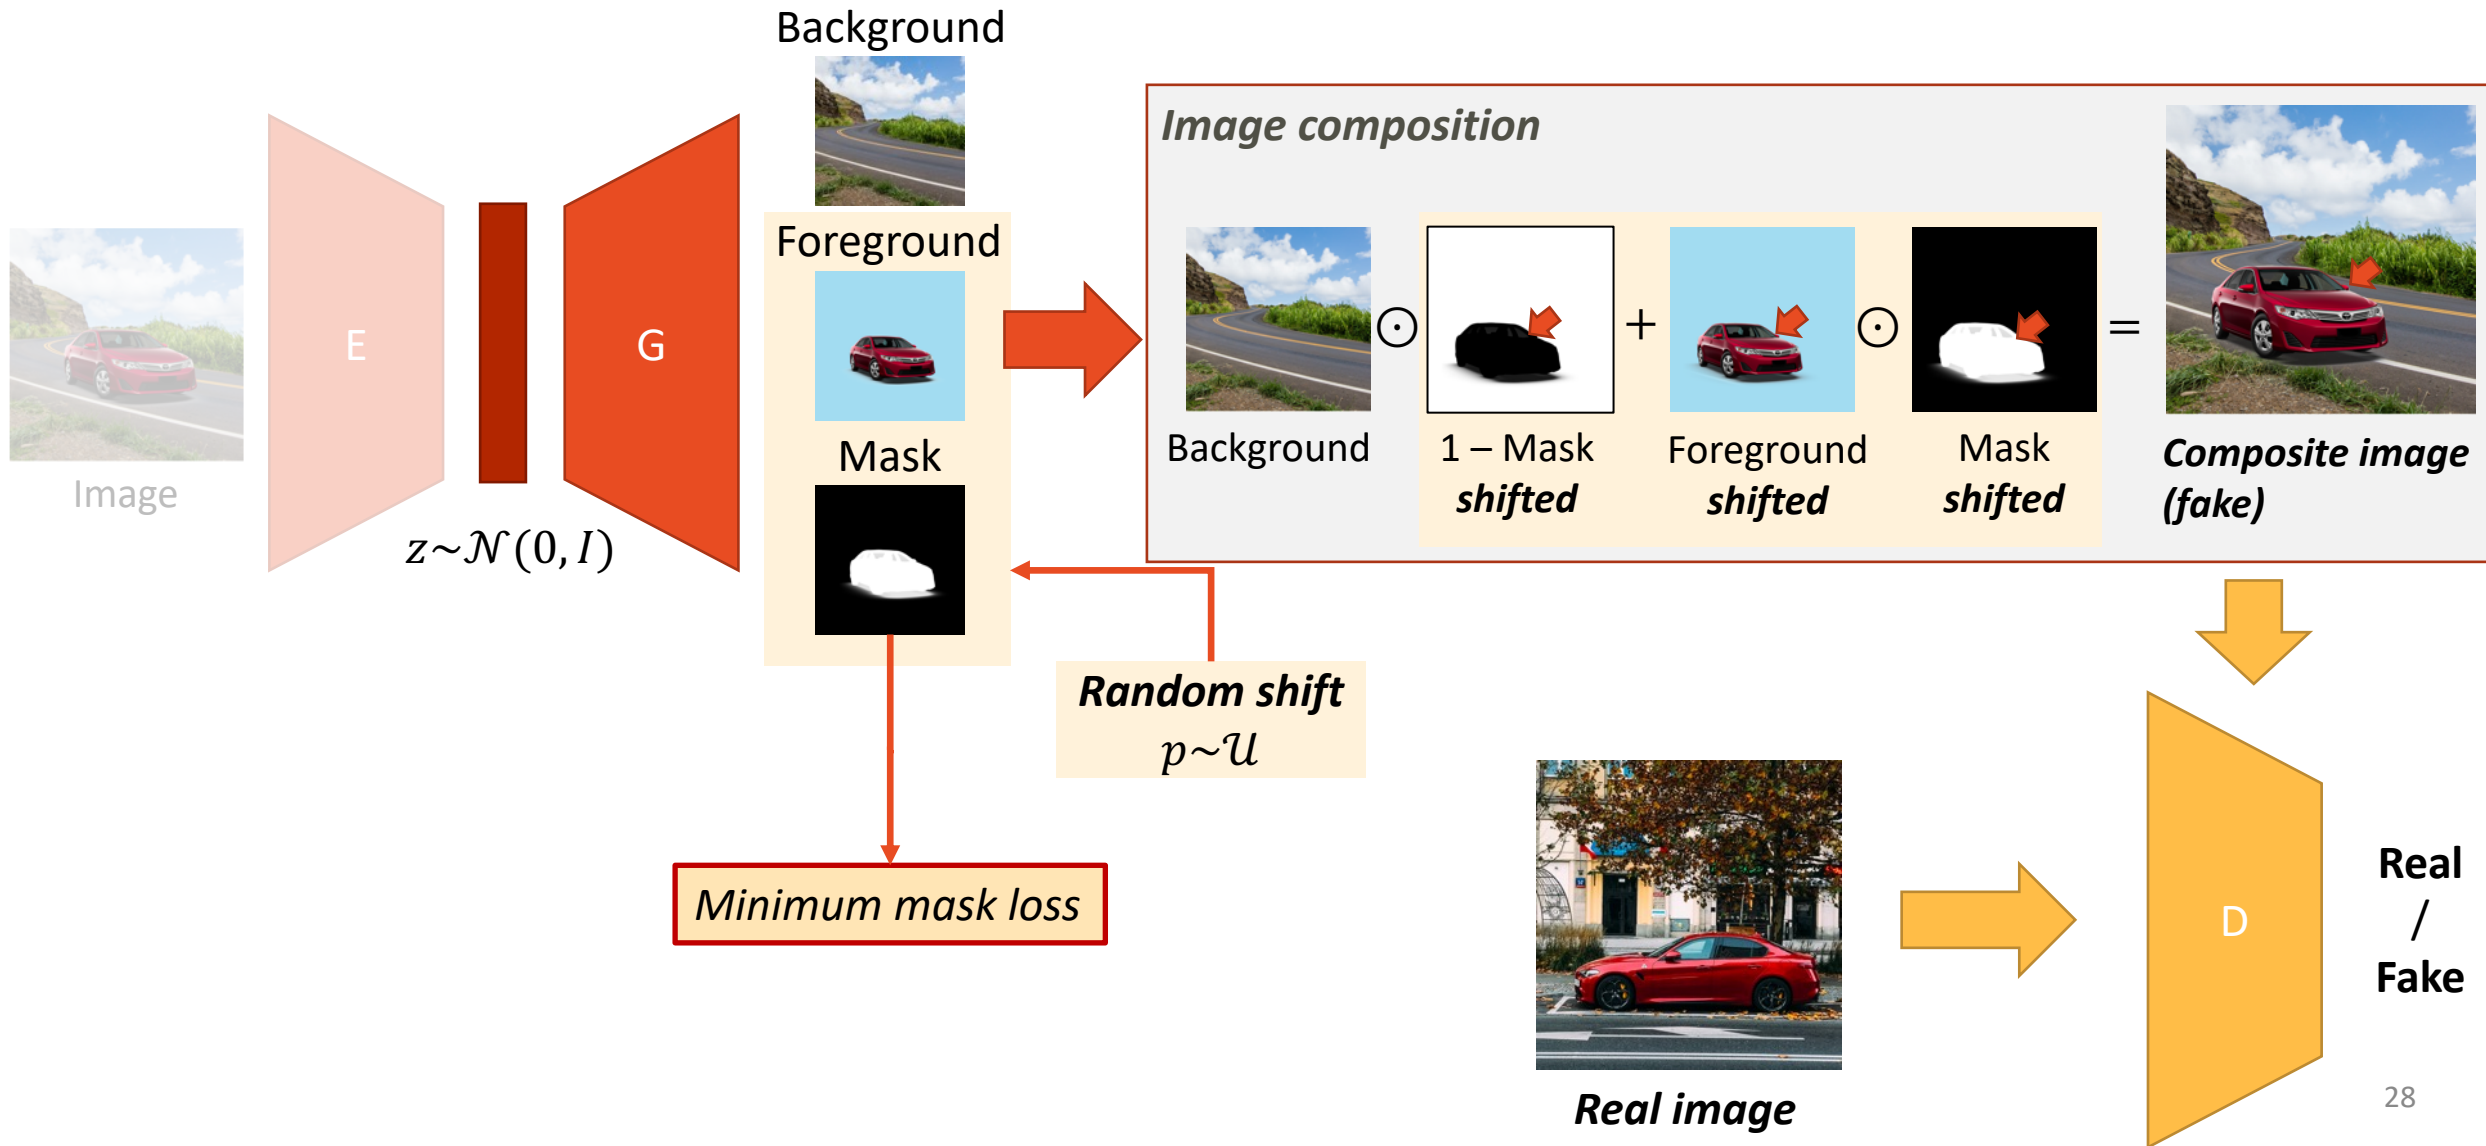 Background
Foreground
Mask
Image
E
G
z~𝒩(0, I)
Image composition
⊙
+
⊙
=
Background
1 – Mask
shifted
Foreground
shifted
Mask
shifted
Composite image
(fake)
Random shift
p~𝒰
Minimum mask loss
Real image
D
Real
/
Fake
28